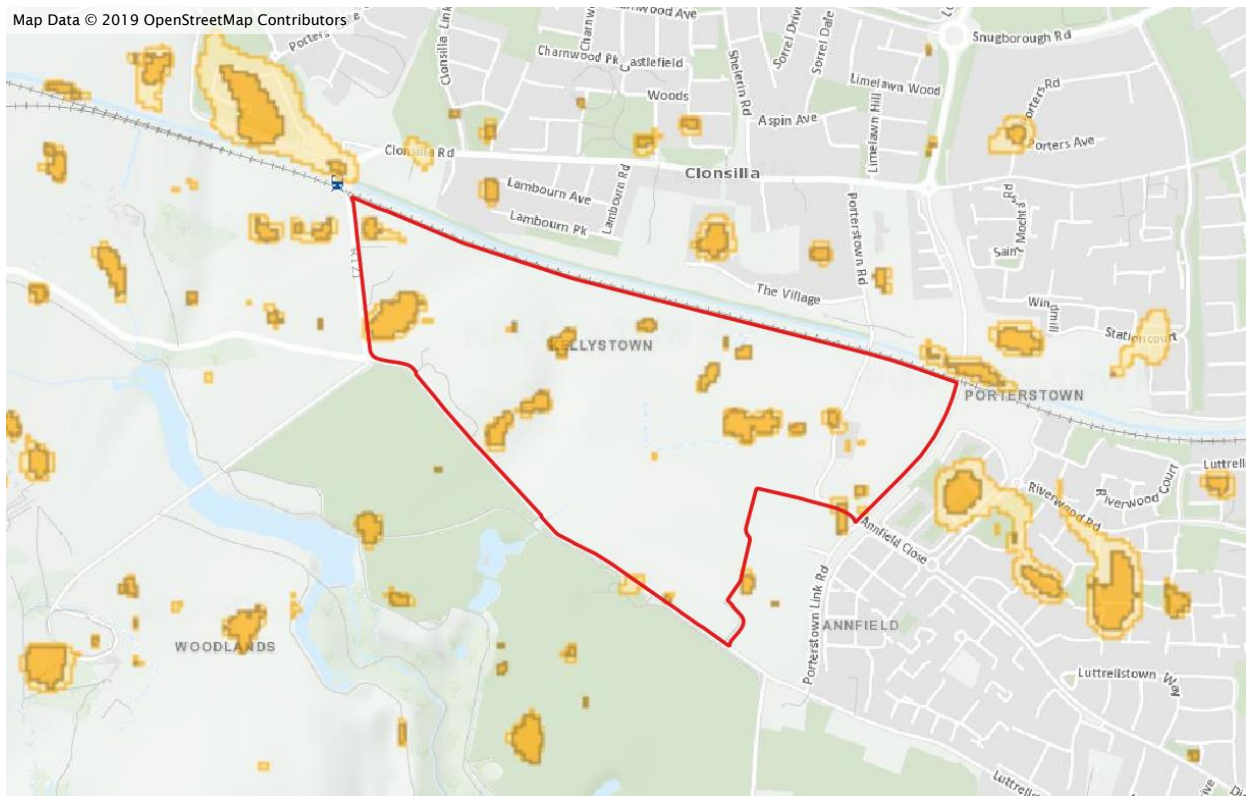 Map Data © 2019 OpenStreetMap Contributors
Charnwood Ave
Snugborough Rd
Clonsilla Link
Sorrel Drive
Sorrel Dale
Charnwood Pk
Castlefield
Woods
Shelerin Rd
Limelawn Wood
Aspin Ave
Limelawn Hill
Porters Rd
Porters Ave
Clonsilla Rd
Clonsilla
Lambourn Ave
Lambourn Rd
Lambourn Pk
Porterstown Rd
R121
The Village
Windmill
Station court
KELLYSTOWN
PORTERSTOWN
Riverwood Court
Riverwood Rd
Annfield Close
Porterstown Link Rd
ANNFIELD
WOODLANDS
Luttrellstown Way